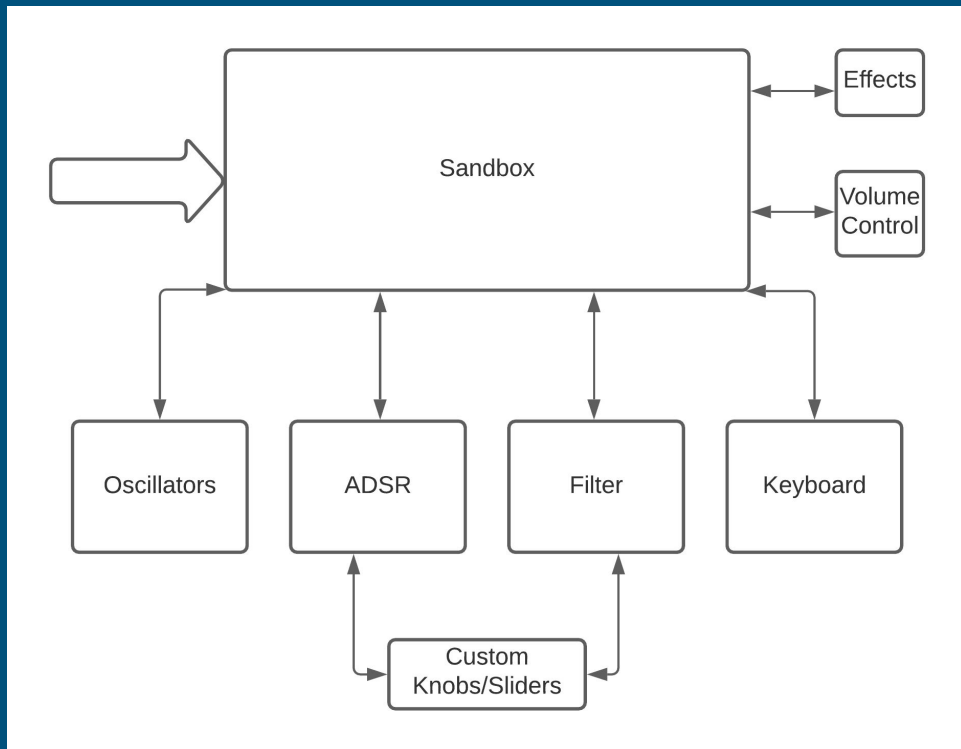 Effects
Sandbox
Volume
Control
Oscillators
ADSR
Filter
Keyboard
Custom
Knobs/Sliders